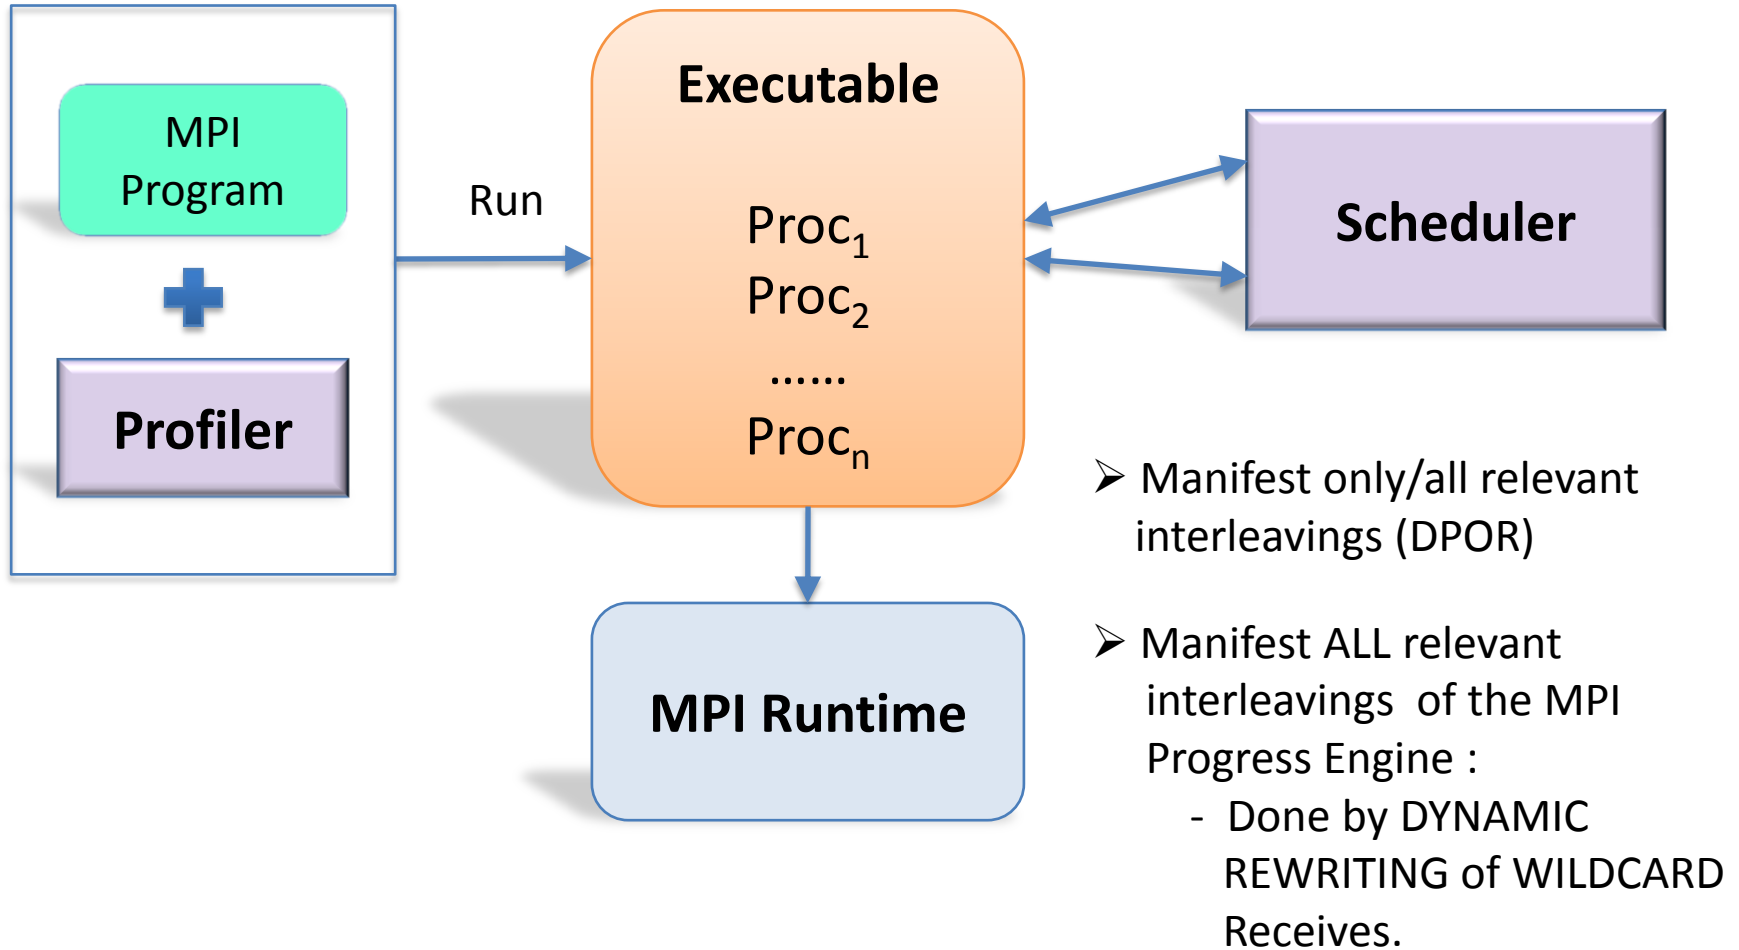 MPI
Program
Profiler
Run
Executable
Proc₁
Proc₂
......
Procₙ
Scheduler
MPI Runtime
➢ Manifest only/all relevant
interleavings (DPOR)
➢ Manifest ALL relevant
interleavings of the MPI
Progress Engine :
- Done by DYNAMIC
REWRITING of WILDCARD
Receives.